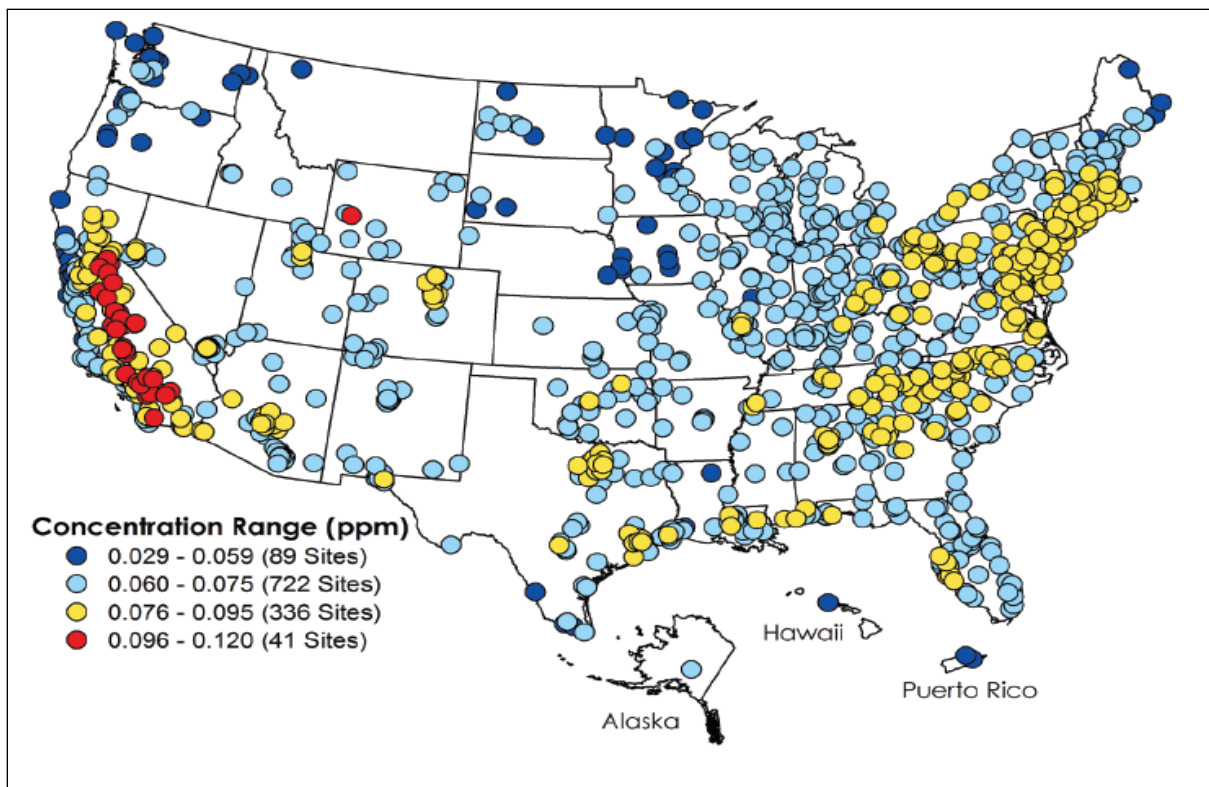 Concentration Range (ppm)
0.029 - 0.059 (89 Sites)
0.060 - 0.075 (722 Sites)
0.076 - 0.095 (336 Sites)
0.096 - 0.120 (41 Sites)
Hawaii
Puerto Rico
Alaska